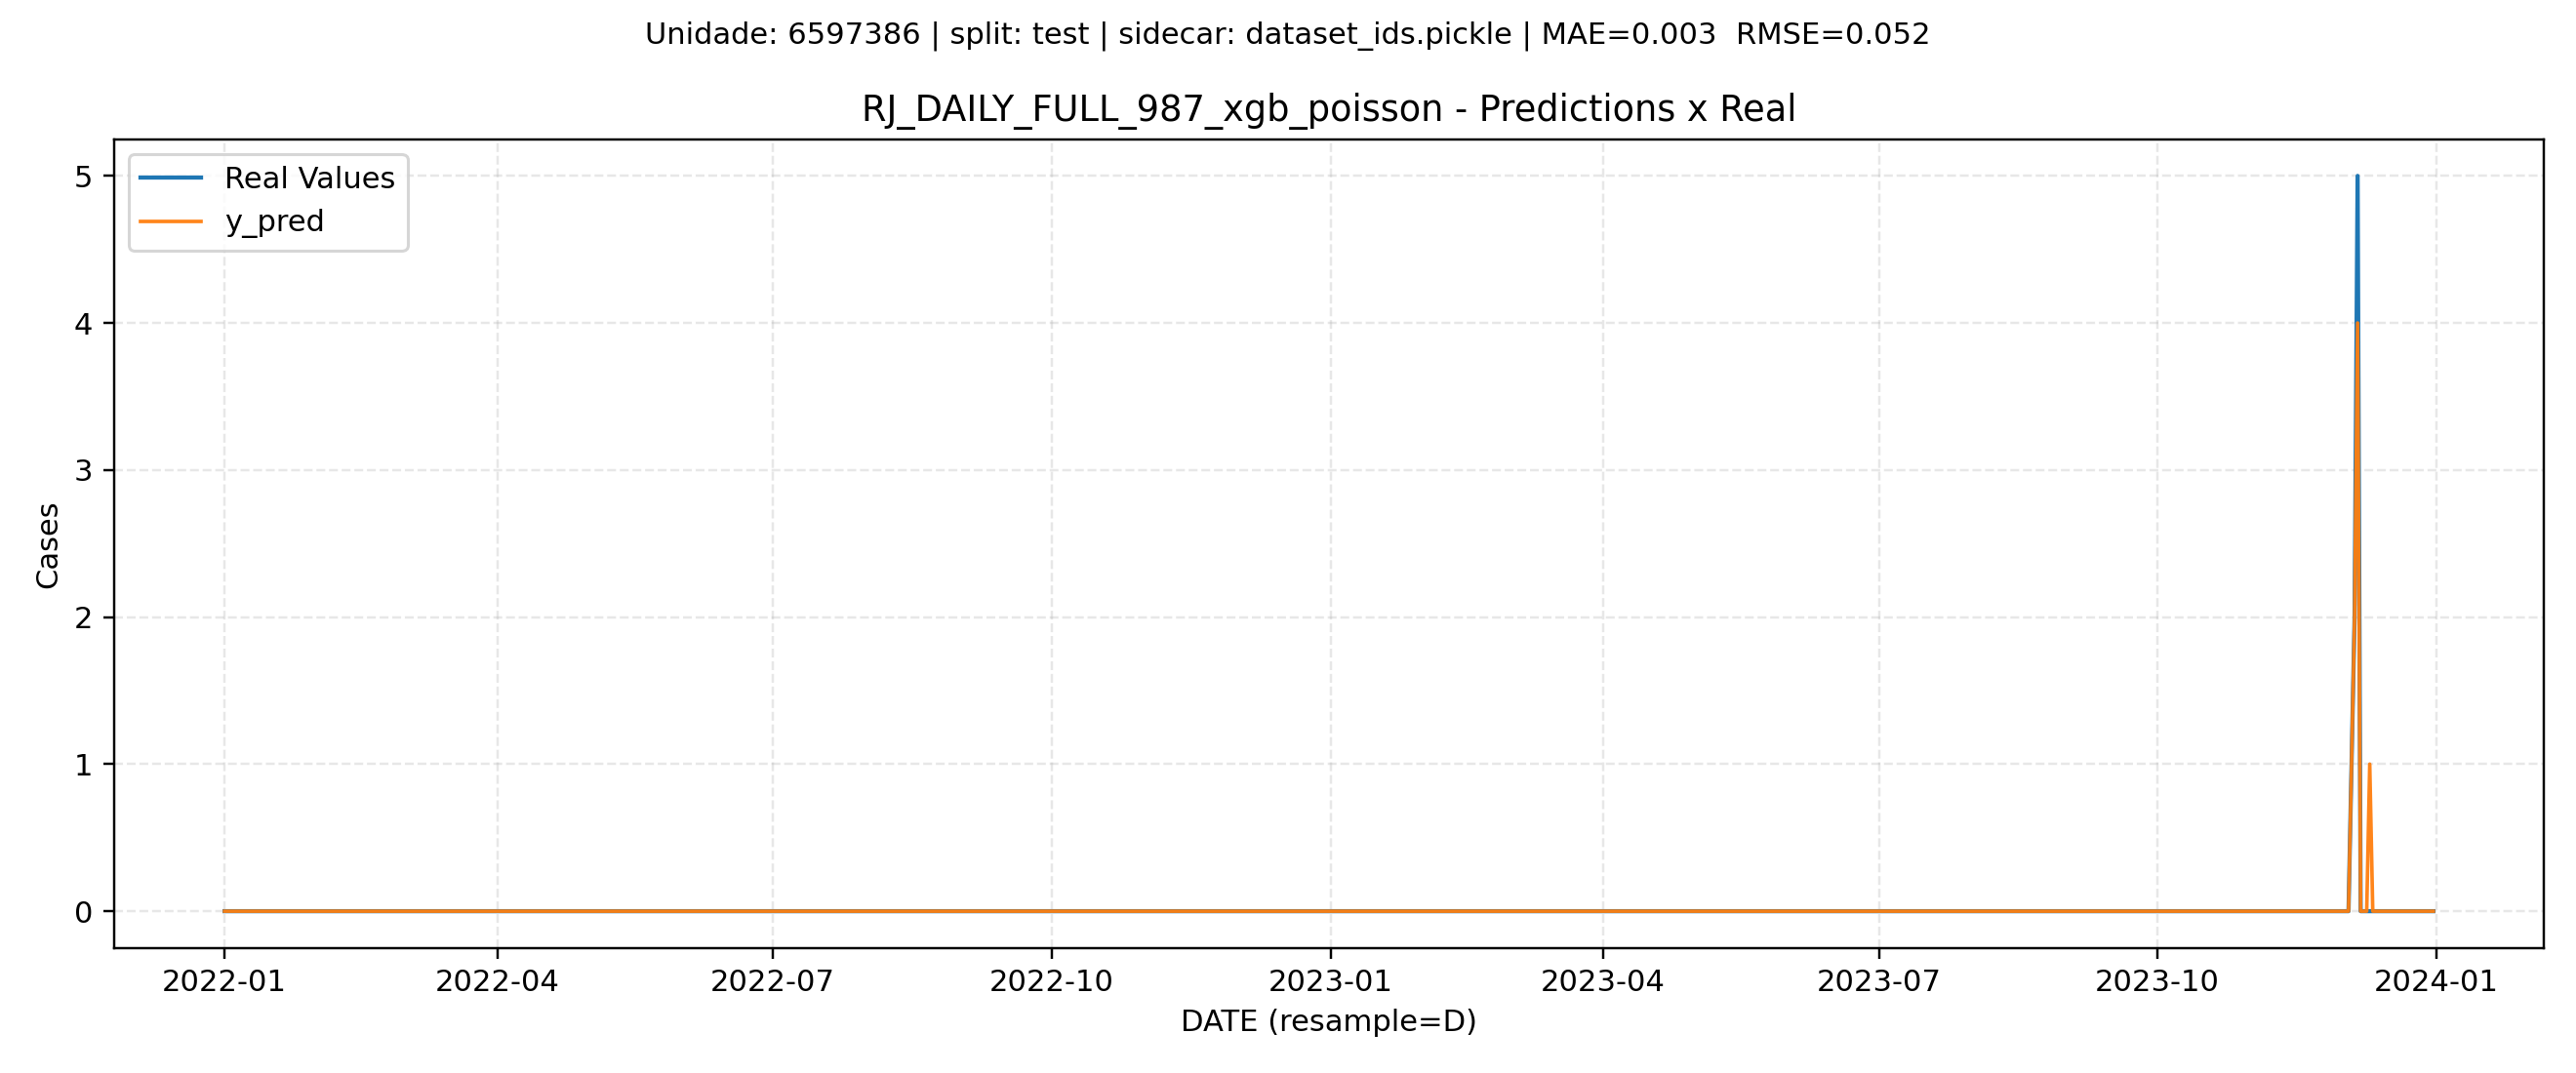 Unidade: 6597386 | split: test | sidecar: dataset_ids.pickle | MAE=0.003  RMSE=0.052
RJ_DAILY_FULL_987_xgb_poisson - Predictions x Real
Real Values
y_pred
5
4
3
2
1
0
Cases
2022-01
2022-04
2022-07
2022-10
2023-01
2023-04
2023-07
2023-10
2024-01
DATE (resample=D)